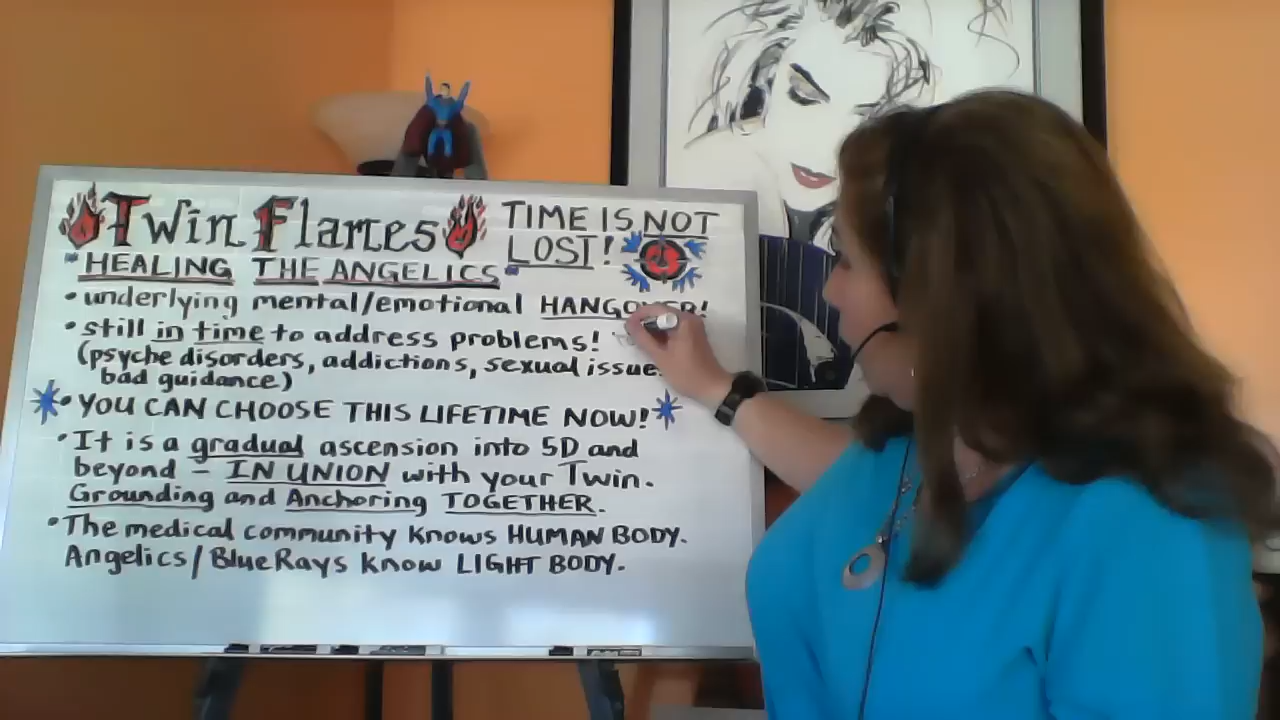 Twin Flames
TIME IS NOT
LOST!
*HEALING THE ANGELICS*
• underlying mental/emotional HANGOVER!
• still in time to address problems!
(psyche disorders, addictions, sexual issue
bad guidance)
• YOU CAN CHOOSE THIS LIFETIME NOW!
• It is a gradual ascension into 5D and
beyond – IN UNION with your Twin.
Grounding and Anchoring TOGETHER.
• The medical community knows HUMAN BODY.
Angelics/BlueRays know LIGHT BODY.